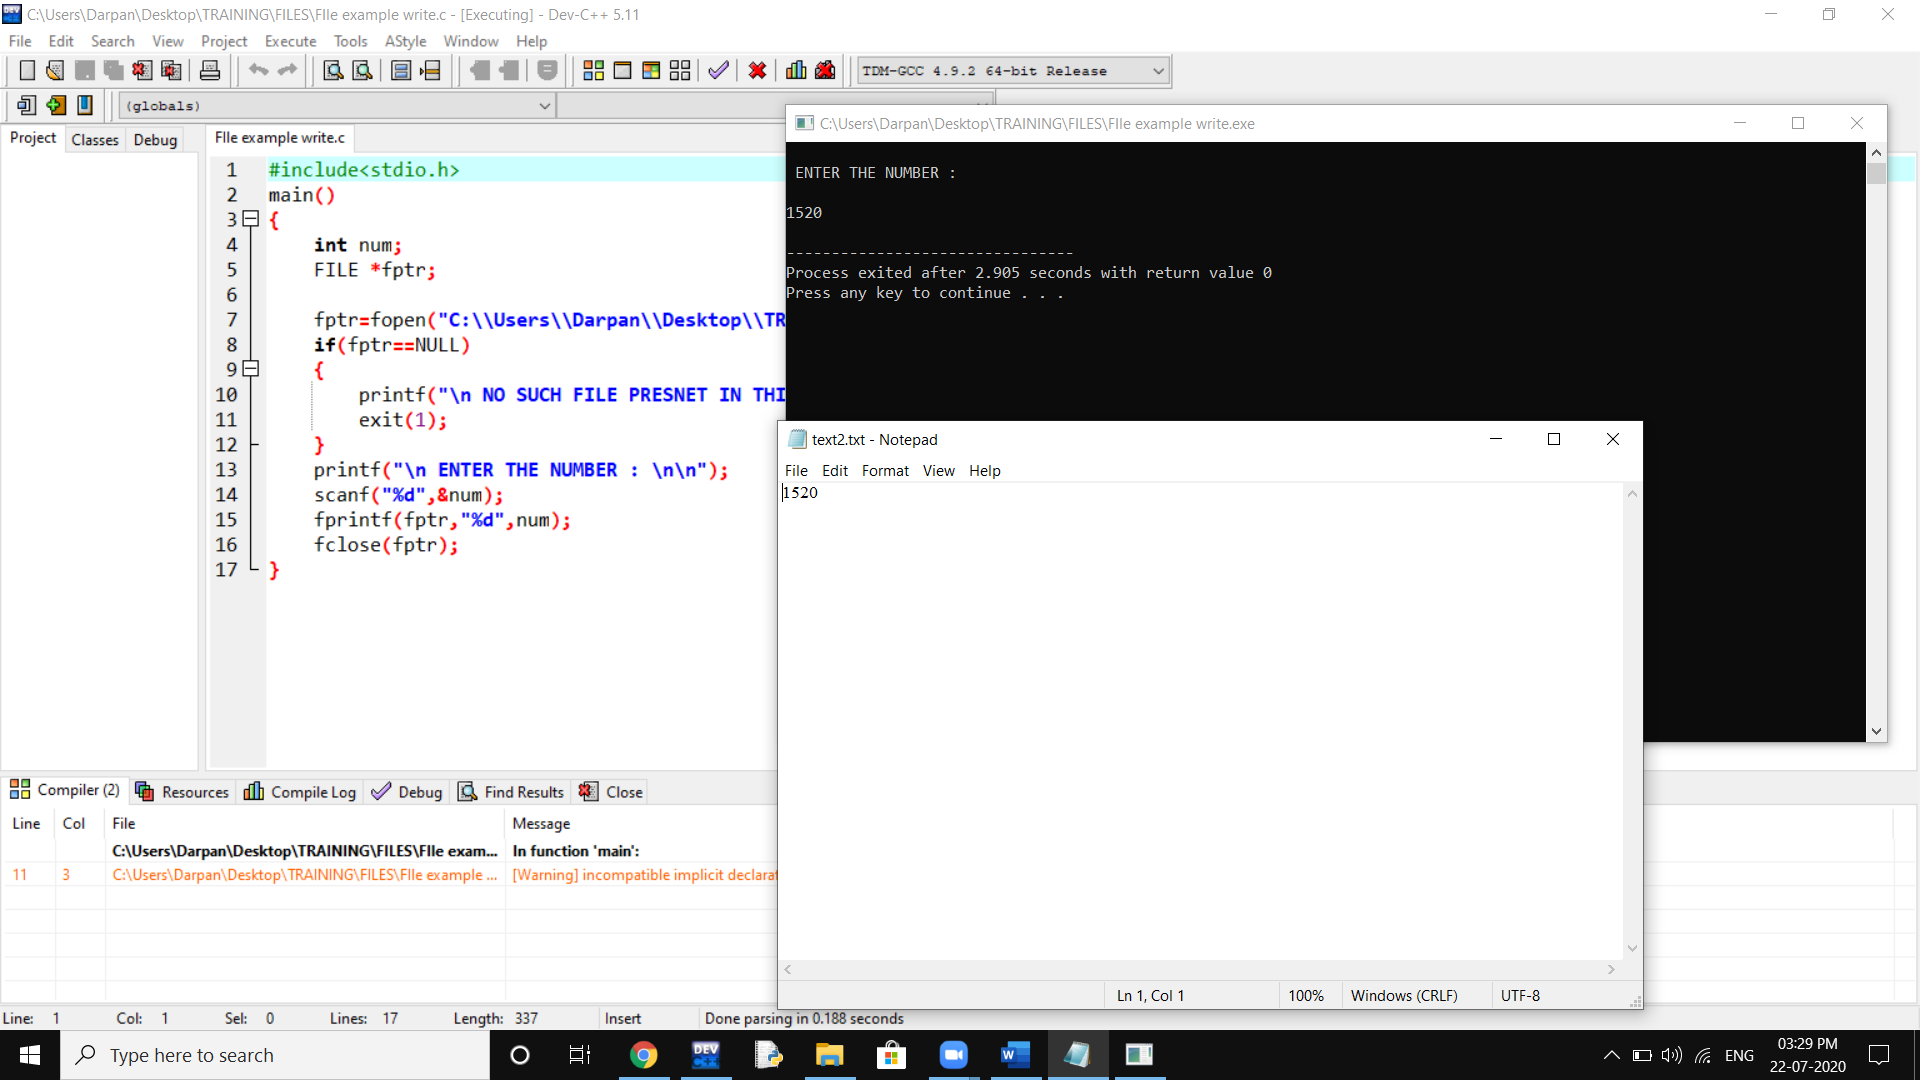 C:\Users\Darpan\Desktop\TRAINING\FILES\FIle example write.c - [Executing] - Dev-C++ 5.11
File Edit Search View Project Execute Tools AStyle Window Help
TDM-GCC 4.9.2 64-bit Release
(globals)
Project Classes Debug
FIle example write.c
1 #include<stdio.h>
2 main()
3 {
4 int num;
5 FILE *fptr;
6
7 fptr=fopen("C:\\Users\\Darpan\\Desktop\\TR
8 if(fptr==NULL)
9 {
10 printf("\n NO SUCH FILE PRESNET IN THI
11 exit(1);
12 }
13 printf("\n ENTER THE NUMBER : \n\n");
14 scanf("%d",&num);
15 fprintf(fptr,"%d",num);
16 fclose(fptr);
17 }
C:\Users\Darpan\Desktop\TRAINING\FILES\FIle example write.exe
ENTER THE NUMBER :
1520
--------------------------------
Process exited after 2.905 seconds with return value 0
Press any key to continue . . .
text2.txt - Notepad
File Edit Format View Help
1520
Ln 1, Col 1 100% Windows (CRLF) UTF-8
Compiler (2) Resources Compile Log Debug Find Results Close
Line Col File Message
C:\Users\Darpan\Desktop\TRAINING\FILES\FIle exam... In function 'main':
11 3 C:\Users\Darpan\Desktop\TRAINING\FILES\FIle example ... [Warning] incompatible implicit declarat
Line: 1 Col: 1 Sel: 0 Lines: 17 Length: 337 Insert Done parsing in 0.188 seconds
Type here to search
DEV C++
ENG
03:29 PM
22-07-2020